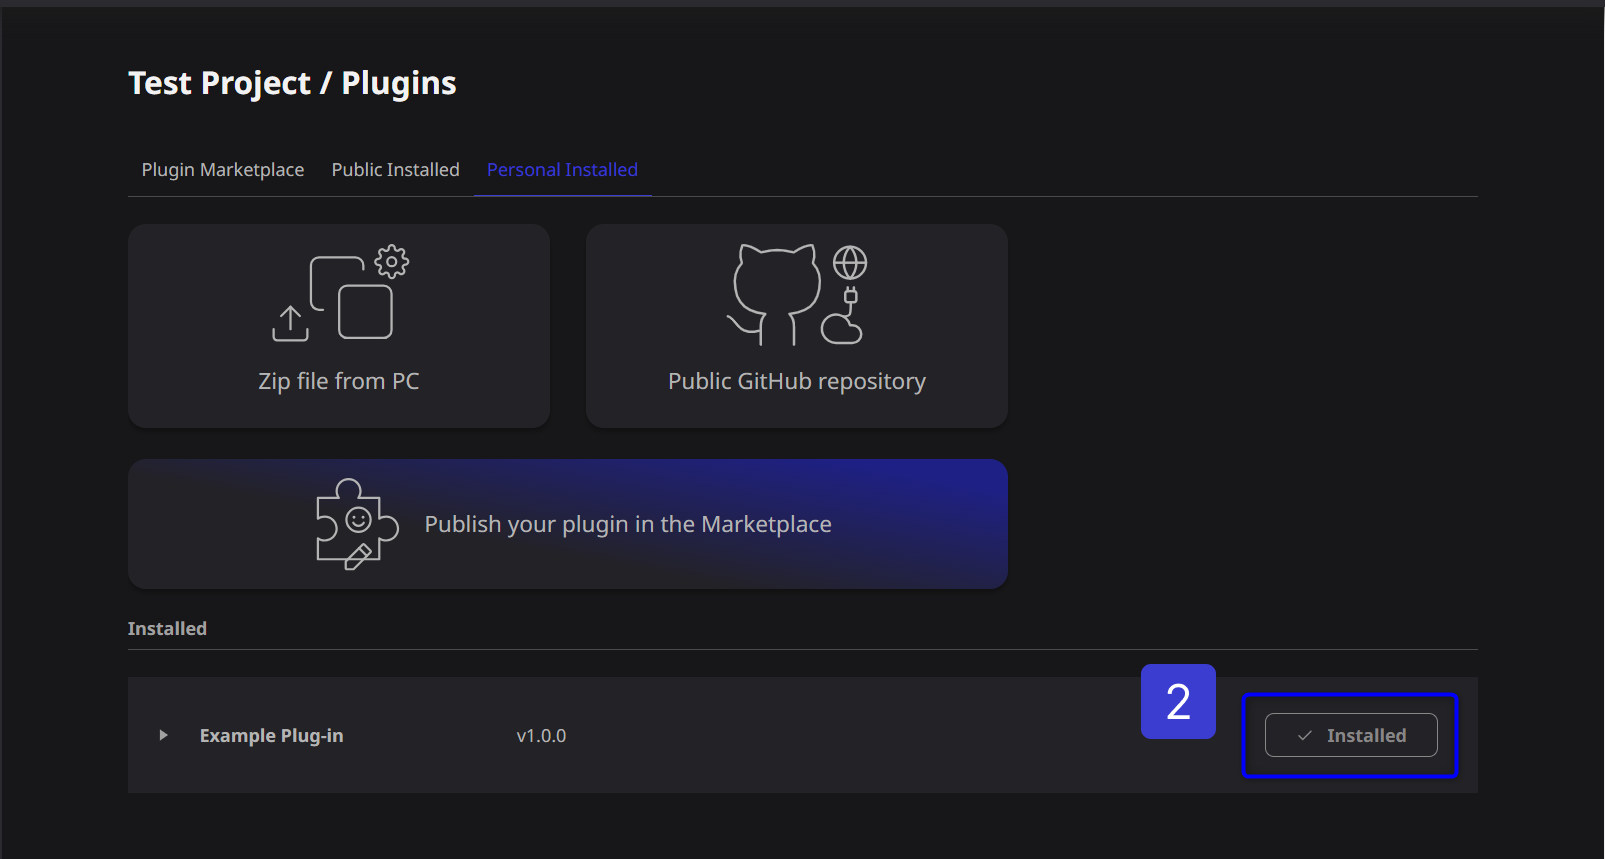 Test Project / Plugins
Plugin Marketplace Public Installed Personal Installed
Zip file from PC
Public GitHub repository
Publish your plugin in the Marketplace
Installed
2
Example Plug-in v1.0.0 Installed